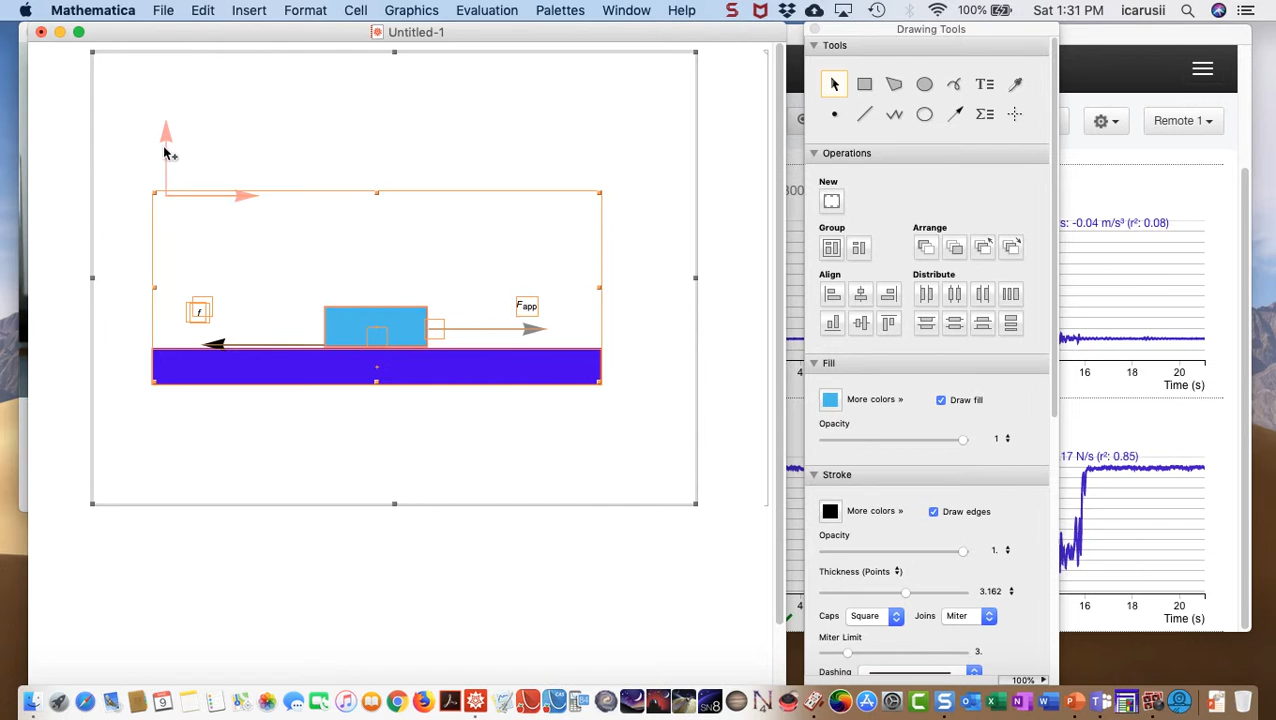 Mathematica File Edit Insert Format Cell Graphics Evaluation Palettes Window Help
100% Sat 1:31 PM icarusii
Untitled-1
Drawing Tools
Tools
Operations
New
Group Arrange
Align Distribute
Fill
More colors » Draw fill
Opacity
1
Stroke
More colors » Draw edges
Opacity
1.
Thickness (Points)
3.162
Caps Square Joins Miter
Miter Limit
3.
Dashing
100%
f
Fapp
Remote 1
s: -0.04 m/s³ (r²: 0.08)
4 16 18 20
Time (s)
17 N/s (r²: 0.85)
4 16 18 20
Time (s)